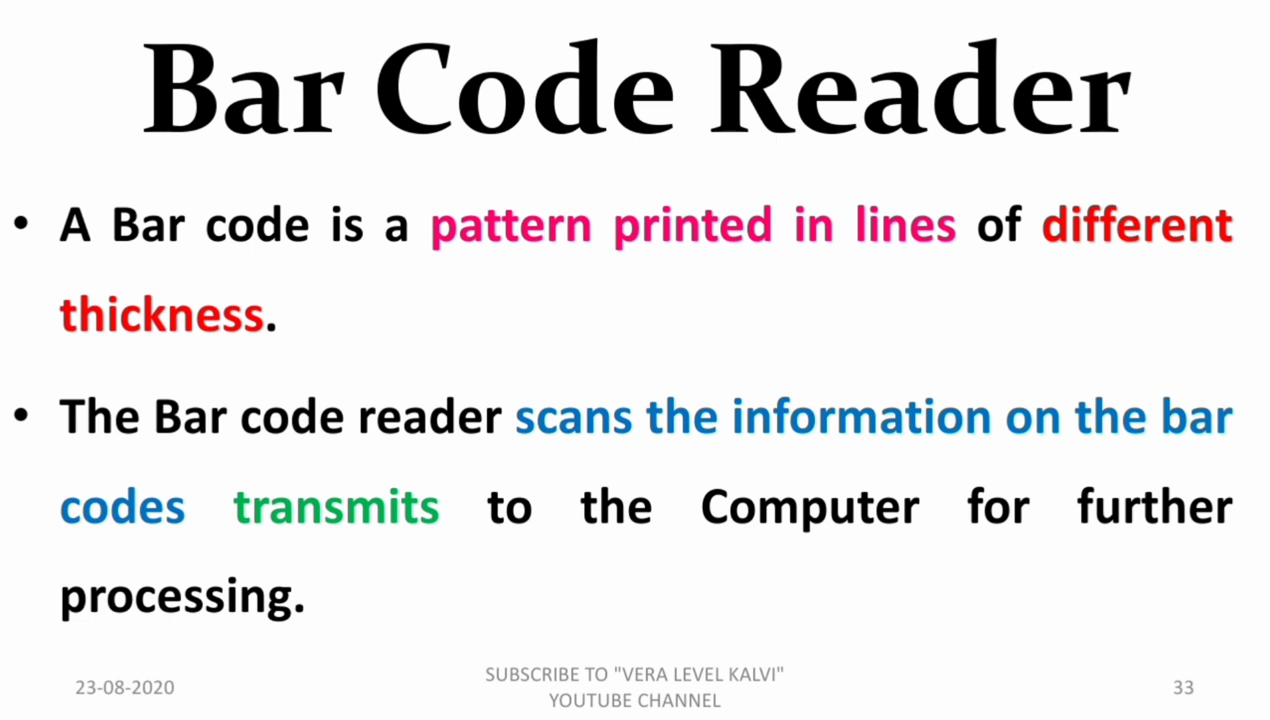 Bar Code Reader
• A Bar code is a pattern printed in lines of different
thickness.
• The Bar code reader scans the information on the bar
codes transmits to the Computer for further
processing.
23-08-2020
SUBSCRIBE TO "VERA LEVEL KALVI"
YOUTUBE CHANNEL
33